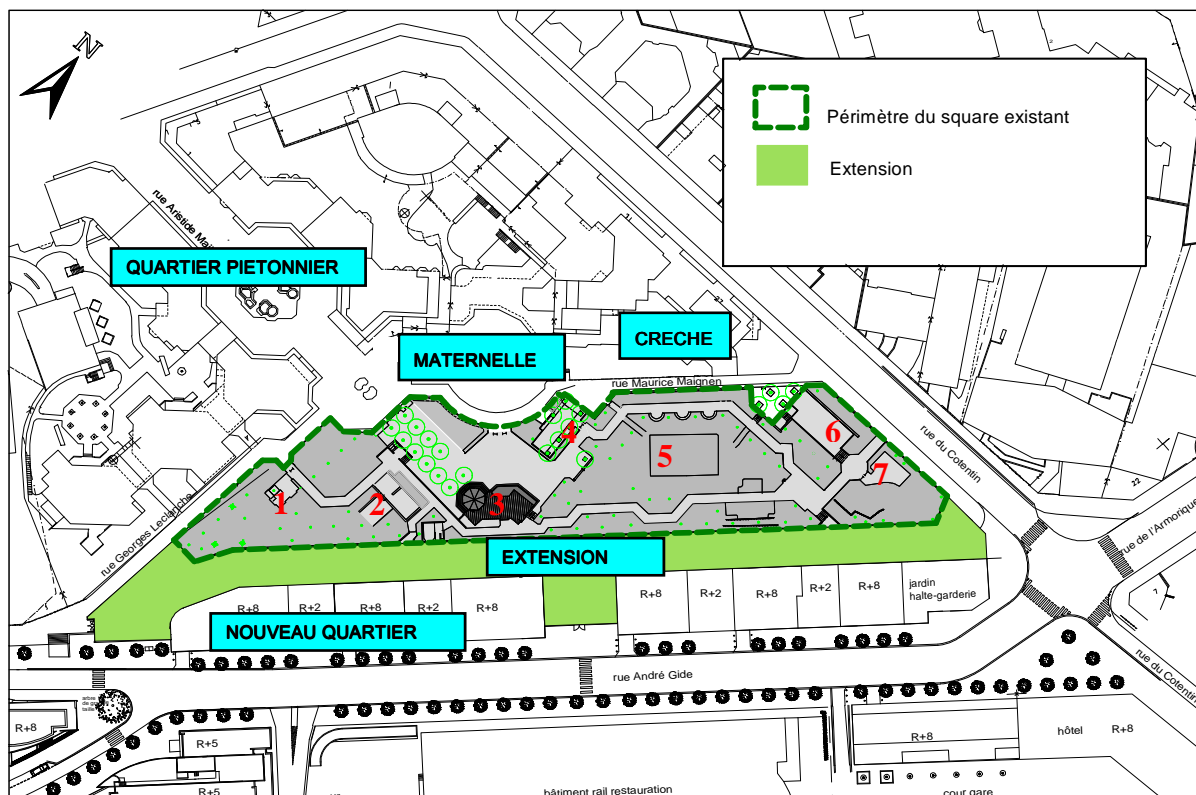 N
Périmètre du square existant
Extension
rue Aristide Mai
QUARTIER PIETONNIER
CRECHE
MATERNELLE
rue Maurice Maignen
rue du Cotentin
4
6
5
7
1
2
3
rue Georges Leclanche
EXTENSION
rue de l'Armorique
R+8
R+2
R+8
R+2
R+8
R+8
R+2
R+8
R+2
R+8
jardin
halte-garderie
NOUVEAU QUARTIER
rue du Cotentin
rue André Gide
R+8
R+5
R+8
hôtel
R+8
R+5
bâtiment rail restauration
cour gare